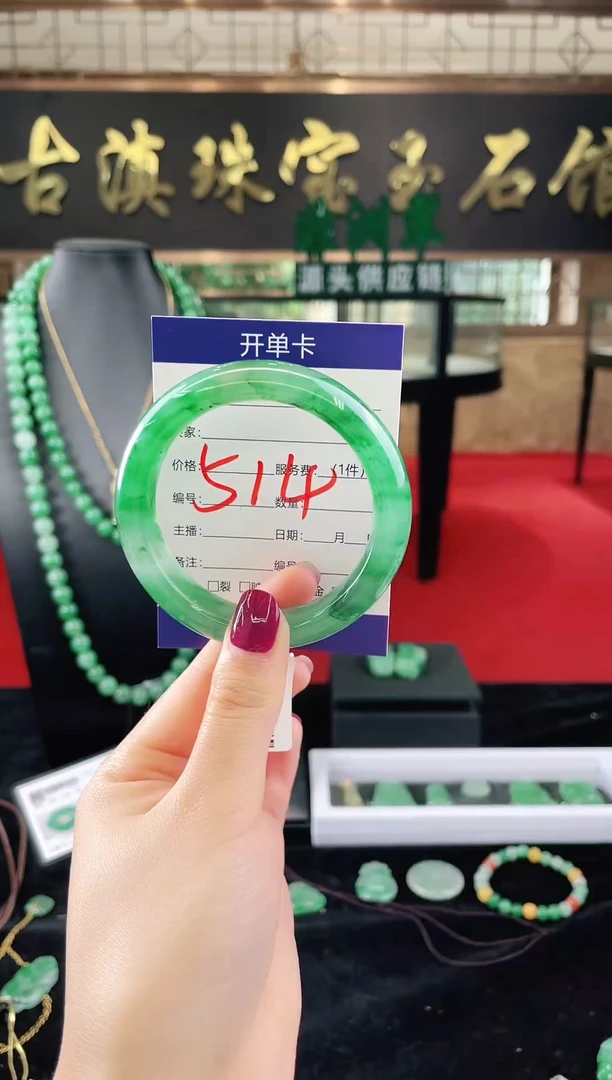 古滇珠宝玉石馆
源头供应链
开单卡
家:
价格: 服务费: (1件)
514
编号: 数量:
主播: 日期: 月
备注: 编号
□裂 □
金